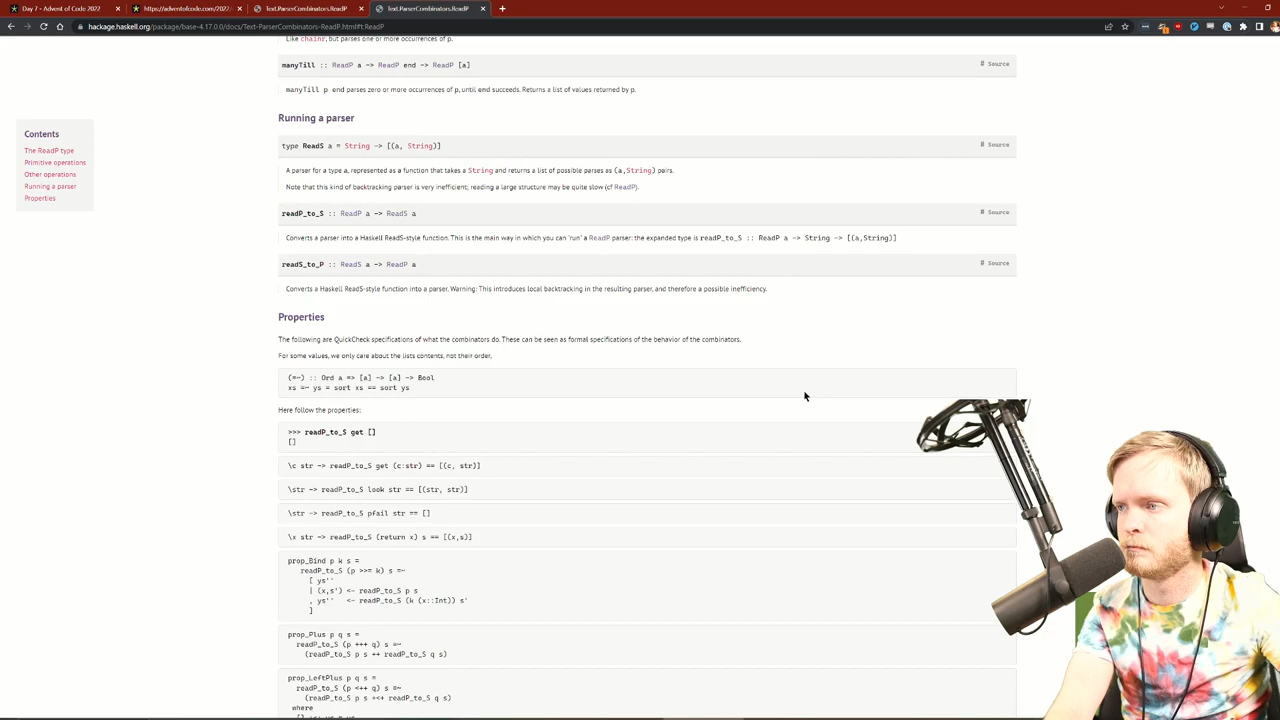 Day 7 - Advent of Code 2022
https://adventofcode.com/2022/
Text.ParserCombinators.ReadP
Text.ParserCombinators.ReadP
hackage.haskell.org/package/base-4.17.0.0/docs/Text-ParserCombinators-ReadP.html#t:ReadP
Like chainr, but parses one or more occurrences of p.
manyTill :: ReadP a -> ReadP end -> ReadP [a]
# Source
manyTill p end parses zero or more occurrences of p, until end succeeds. Returns a list of values returned by p.
Running a parser
Contents
The ReadP type
Primitive operations
Other operations
Running a parser
Properties
type ReadS a = String -> [(a, String)]
# Source
A parser for a type a, represented as a function that takes a String and returns a list of possible parses as (a,String) pairs.
Note that this kind of backtracking parser is very inefficient; reading a large structure may be quite slow (cf ReadP).
readP_to_S :: ReadP a -> ReadS a
# Source
Converts a parser into a Haskell ReadS-style function. This is the main way in which you can 'run' a ReadP parser: the expanded type is readP_to_S :: ReadP a -> String -> [(a,String)]
readS_to_P :: ReadS a -> ReadP a
# Source
Converts a Haskell ReadS-style function into a parser. Warning: This introduces local backtracking in the resulting parser, and therefore a possible inefficiency.
Properties
The following are QuickCheck specifications of what the combinators do. These can be seen as formal specifications of the behavior of the combinators.
For some values, we only care about the lists contents, not their order,
(=~) :: Ord a => [a] -> [a] -> Bool
xs =~ ys = sort xs == sort ys
Here follow the properties:
>>> readP_to_S get []
[]
\c str -> readP_to_S get (c:str) == [(c, str)]
\str -> readP_to_S look str == [(str, str)]
\str -> readP_to_S pfail str == []
\x str -> readP_to_S (return x) s == [(x,s)]
prop_Bind p k s =
readP_to_S (p >>= k) s =~
[ ys''
| (x,s') <- readP_to_S p s
, ys'' <- readP_to_S (k (x::Int)) s'
]
prop_Plus p q s =
readP_to_S (p +++ q) s =~
(readP_to_S p s ++ readP_to_S q s)
prop_LeftPlus p q s =
readP_to_S (p <++ q) s =~
(readP_to_S p s +<+ readP_to_S q s)
where